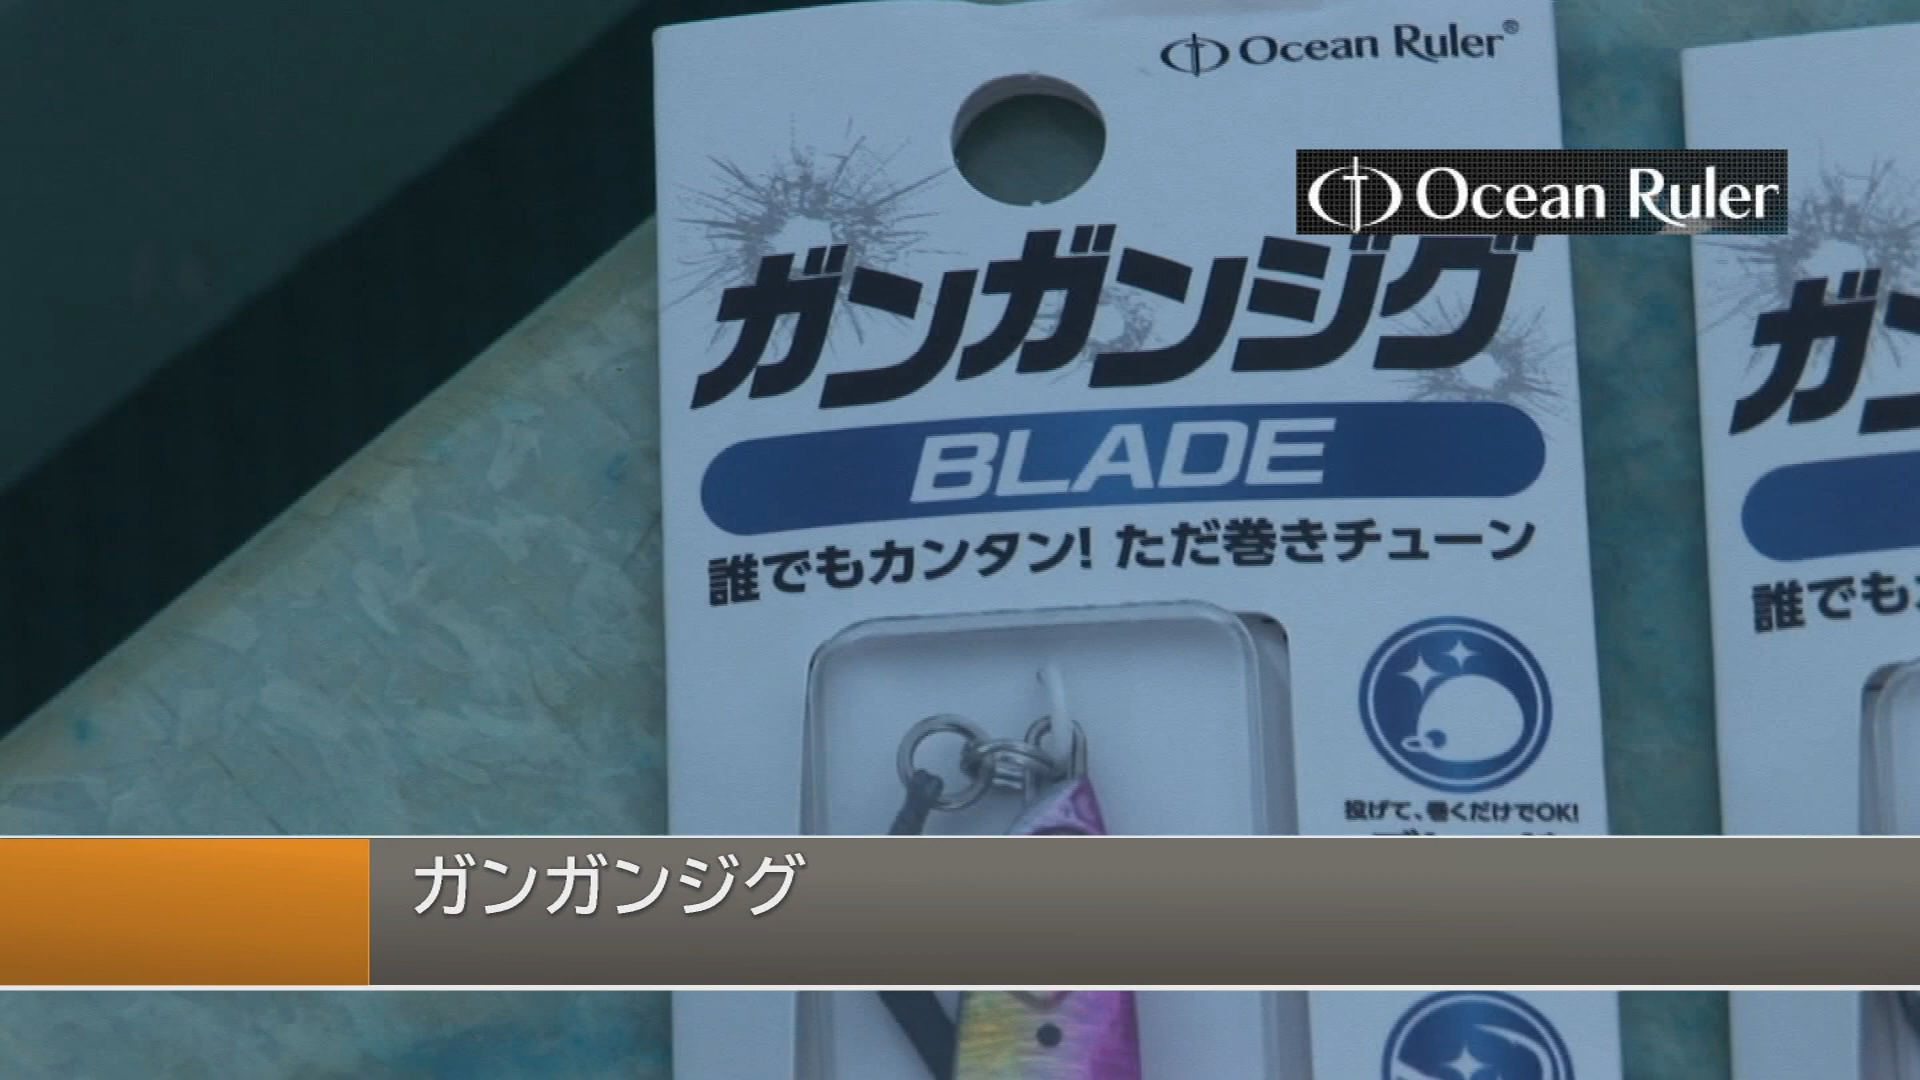 Ocean Ruler®
Ocean Ruler
ガンガンジグ
BLADE
誰でもカンタン! ただ巻きチューン
投げて、巻くだけでOK!
ガン
誰でも
ガンガンジグ